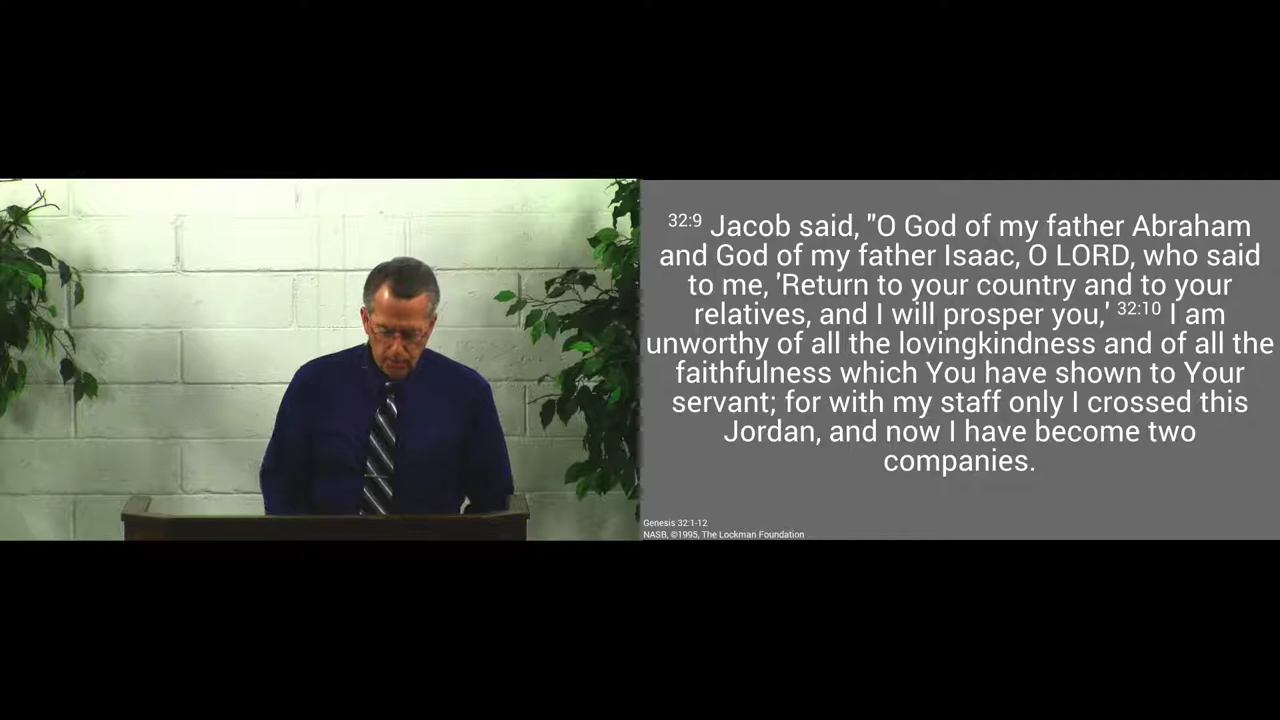 32:9 Jacob said, "O God of my father Abraham
and God of my father Isaac, O LORD, who said
to me, 'Return to your country and to your
relatives, and I will prosper you,' 32:10 I am
unworthy of all the lovingkindness and of all the
faithfulness which You have shown to Your
servant; for with my staff only I crossed this
Jordan, and now I have become two
companies.
Genesis 32:1-12
NASB, ©1995, The Lockman Foundation